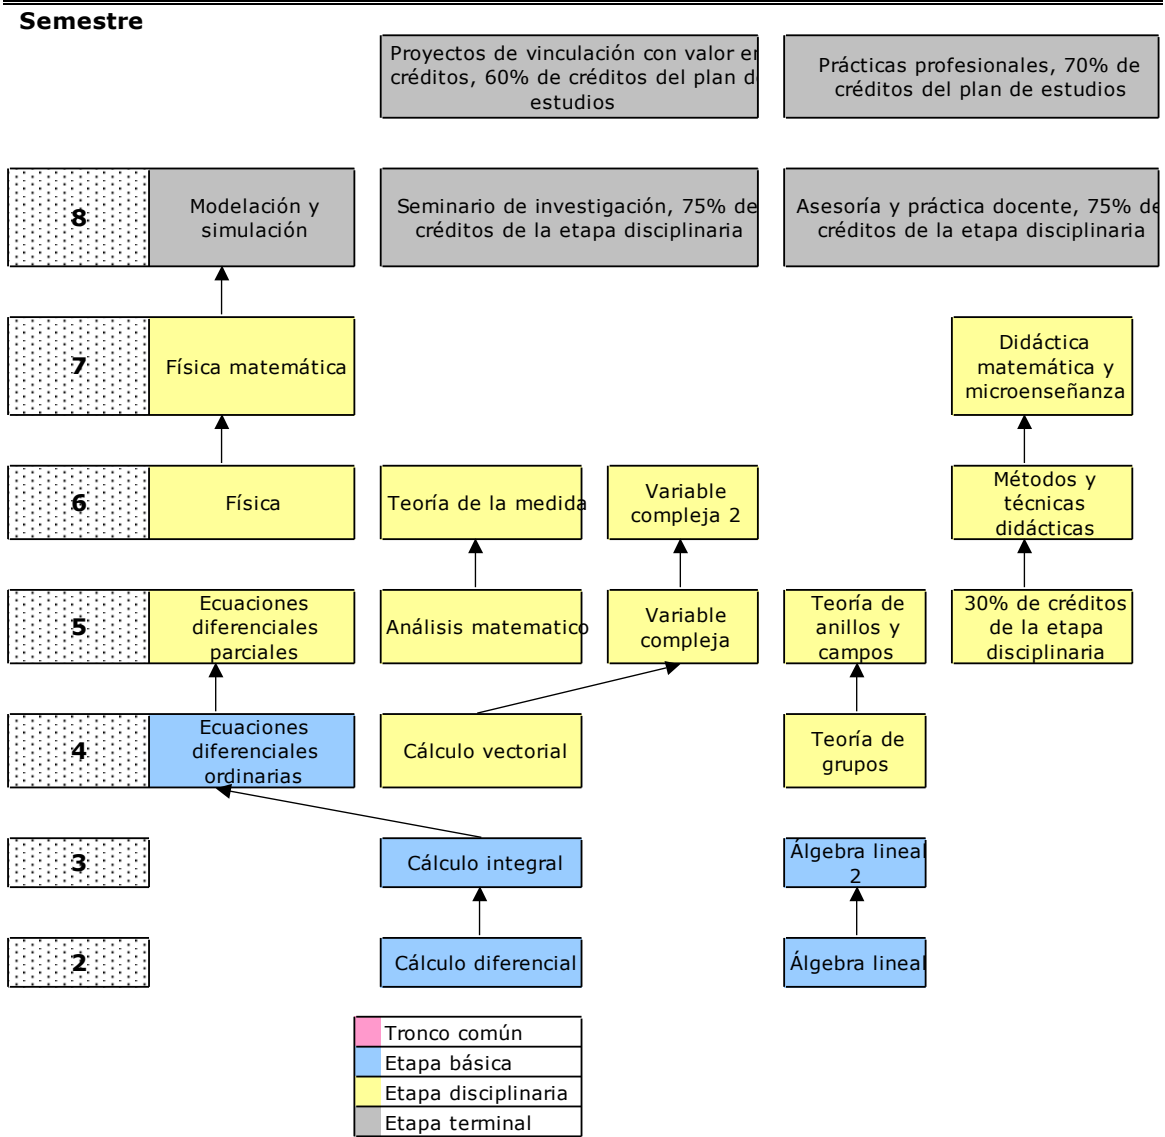 Semestre
Proyectos de vinculación con valor en
créditos, 60% de créditos del plan de
estudios
Prácticas profesionales, 70% de
créditos del plan de estudios
8
Modelación y
simulación
Seminario de investigación, 75% de
créditos de la etapa disciplinaria
Asesoría y práctica docente, 75% de
créditos de la etapa disciplinaria
7
Física matemática
Didáctica
matemática y
microenseñanza
6
Física
Teoría de la medida
Variable
compleja 2
Métodos y
técnicas
didácticas
5
Ecuaciones
diferenciales
parciales
Análisis matematico
Variable
compleja
Teoría de
anillos y
campos
30% de créditos
de la etapa
disciplinaria
4
Ecuaciones
diferenciales
ordinarias
Cálculo vectorial
Teoría de
grupos
3
Cálculo integral
Álgebra lineal
2
2
Cálculo diferencial
Álgebra lineal
Tronco común
Etapa básica
Etapa disciplinaria
Etapa terminal